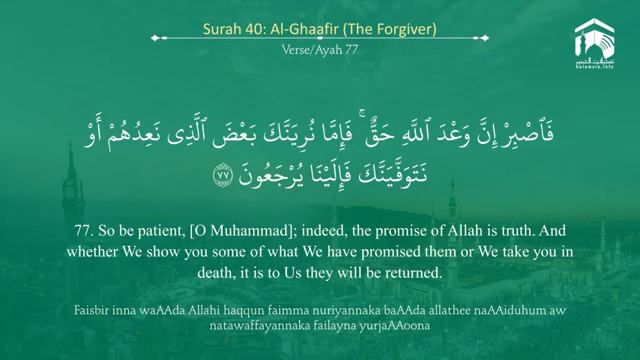 Surah 40: Al-Ghaafir (The Forgiver)
Verse/Ayah 77
haramain.info
فَٱصْبِرْ إِنَّ وَعْدَ ٱللَّهِ حَقٌّ ۚ فَإِمَّا نُرِيَنَّكَ بَعْضَ ٱلَّذِى نَعِدُهُمْ أَوْ
نَتَوَفَّيَنَّكَ فَإِلَيْنَا يُرْجَعُونَ ٧٧
77. So be patient, [O Muhammad]; indeed, the promise of Allah is truth. And
whether We show you some of what We have promised them or We take you in
death, it is to Us they will be returned.
Faisbir inna waAAda Allahi haqqun faimma nuriyannaka baAAda allathee naAAiduhum aw
natawaffayannaka failayna yurjaAAoona